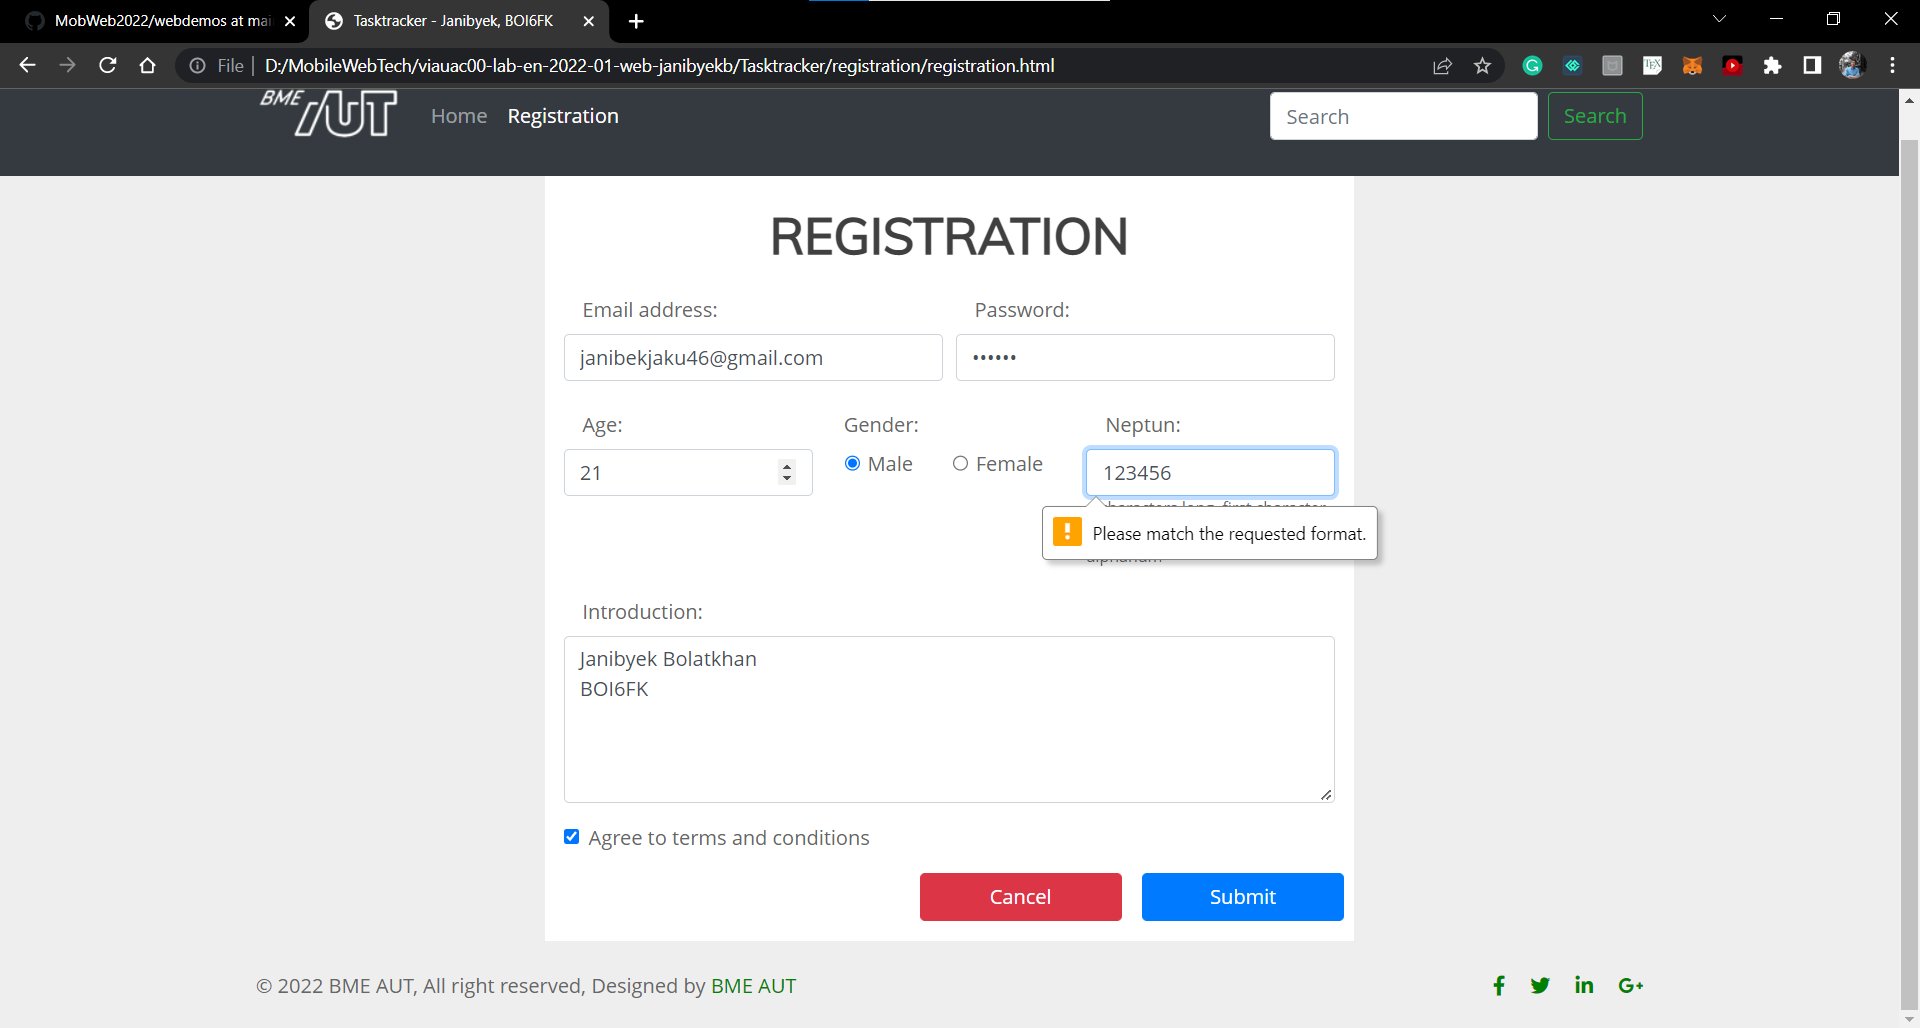 MobWeb2022/webdemos at mai
Tasktracker - Janibyek, BOI6FK
File
D:/MobileWebTech/viauac00-lab-en-2022-01-web-janibyekb/Tasktracker/registration/registration.html
BME AUT
Home
Registration
Search
Search
REGISTRATION
Email address:
Password:
janibekjaku46@gmail.com
••••••
Age:
Gender:
Neptun:
21
Male
Female
123456
Please match the requested format.
Introduction:
Janibyek Bolatkhan
BOI6FK
Agree to terms and conditions
Cancel
Submit
© 2022 BME AUT, All right reserved, Designed by BME AUT